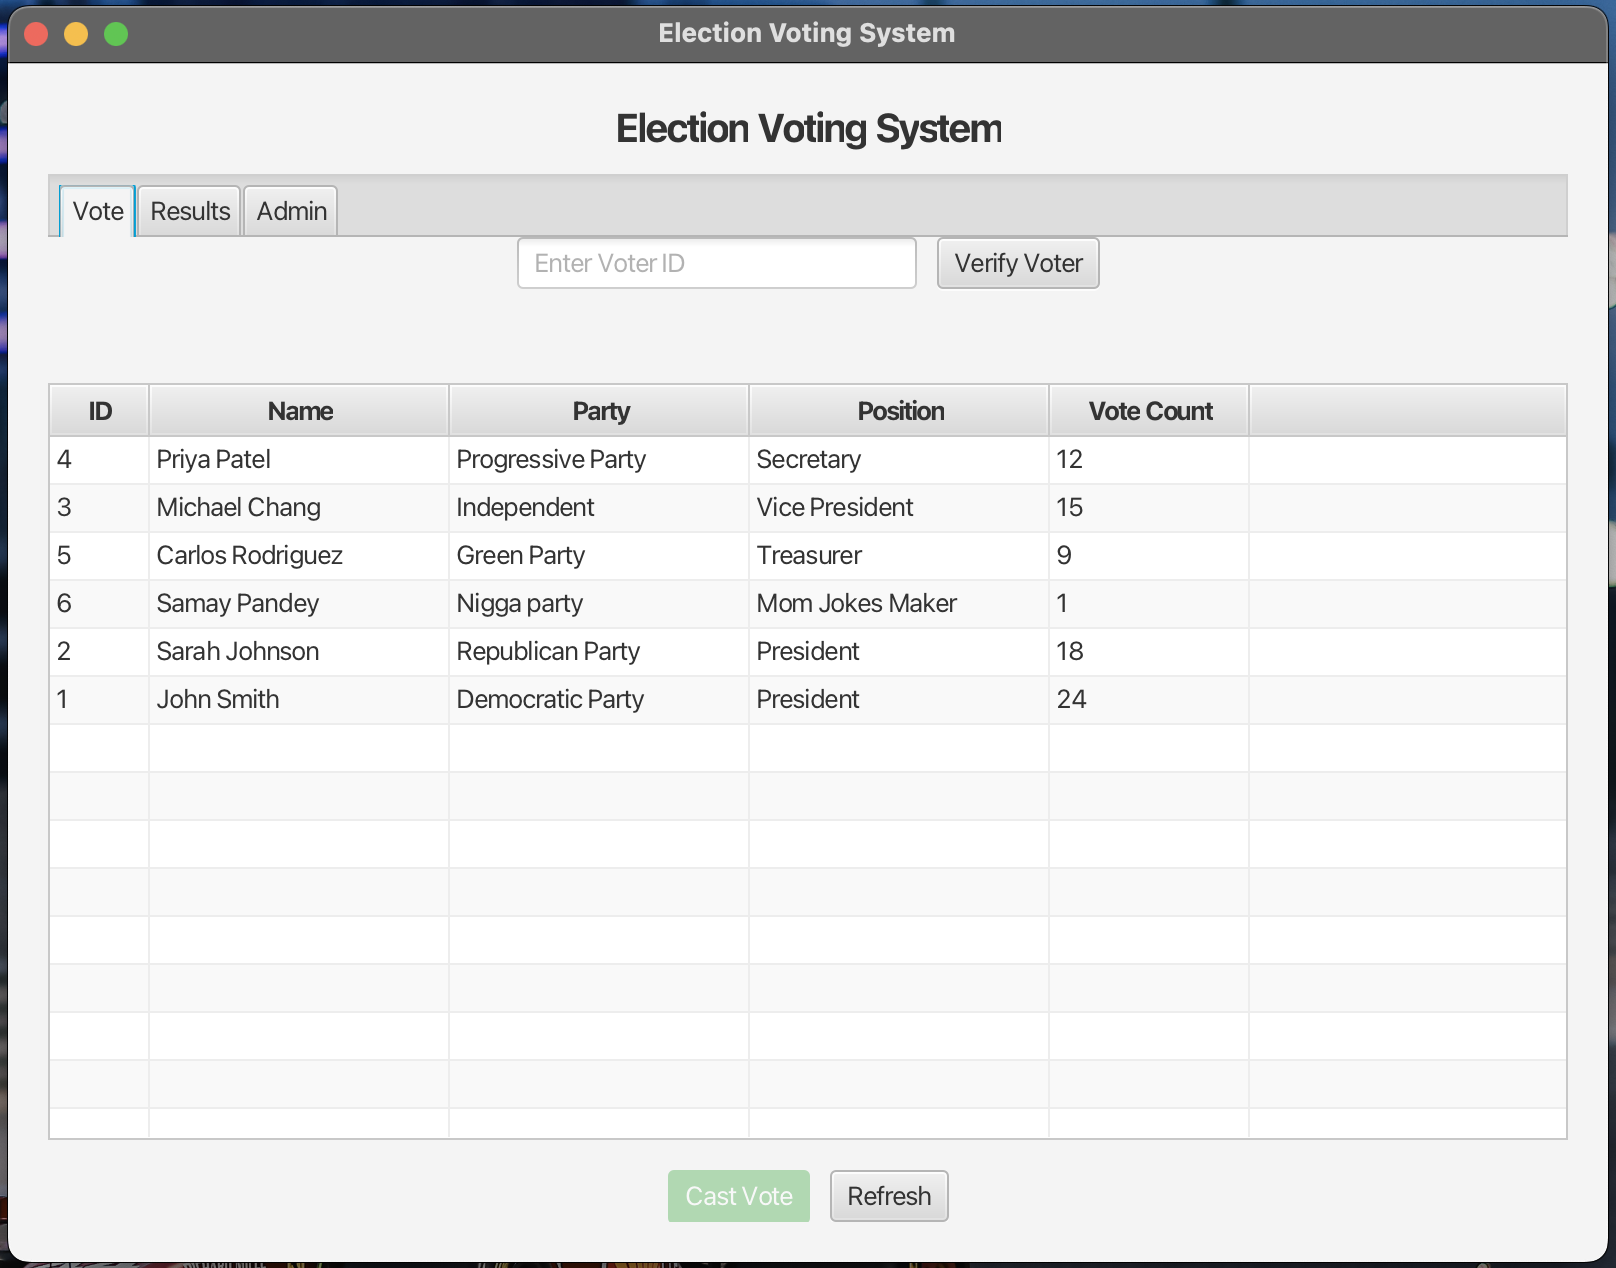 Election Voting System
Election Voting System
Vote Results Admin
Enter Voter ID Verify Voter
ID Name Party Position Vote Count
4 Priya Patel Progressive Party Secretary 12
3 Michael Chang Independent Vice President 15
5 Carlos Rodriguez Green Party Treasurer 9
6 Samay Pandey Nigga party Mom Jokes Maker 1
2 Sarah Johnson Republican Party President 18
1 John Smith Democratic Party President 24
Cast Vote Refresh